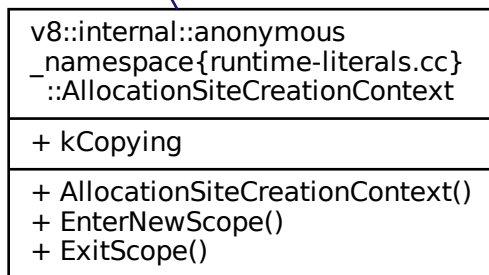 v8::internal::anonymous
_namespace{runtime-literals.cc}
::AllocationSiteCreationContext
+ kCopying
+ AllocationSiteCreationContext()
+ EnterNewScope()
+ ExitScope()